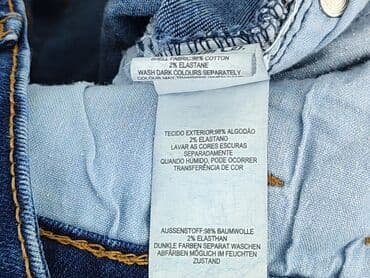 SHELL FABRIC:98% COTTON
2% ELASTANE
WASH DARK COLOURS SEPARATELY
TECIDO EXTERIOR:98% ALGODÃO
2% ELASTANO
LAVAR AS CORES ESCURAS
SEPARADAMENTE
QUANDO HÚMIDO, PODE OCORRER
TRANSFERÊNCIA DE COR
AUSSENSTOFF:98% BAUMWOLLE
2% ELASTHAN
DUNKLE FARBEN SEPARAT WASCHEN
ABFÄRBEN MÖGLICH IM FEUCHTEN
ZUSTAND